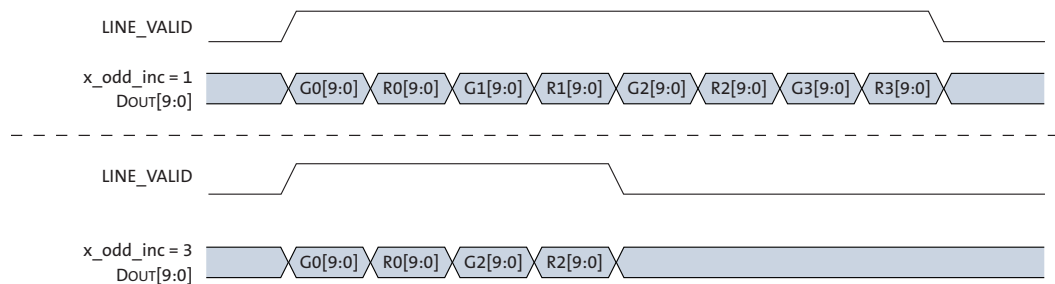 LINE_VALID
x_odd_inc = 1
DOUT[9:0]
G0[9:0] R0[9:0] G1[9:0] R1[9:0] G2[9:0] R2[9:0] G3[9:0] R3[9:0]
LINE_VALID
x_odd_inc = 3
DOUT[9:0]
G0[9:0] R0[9:0] G2[9:0] R2[9:0]